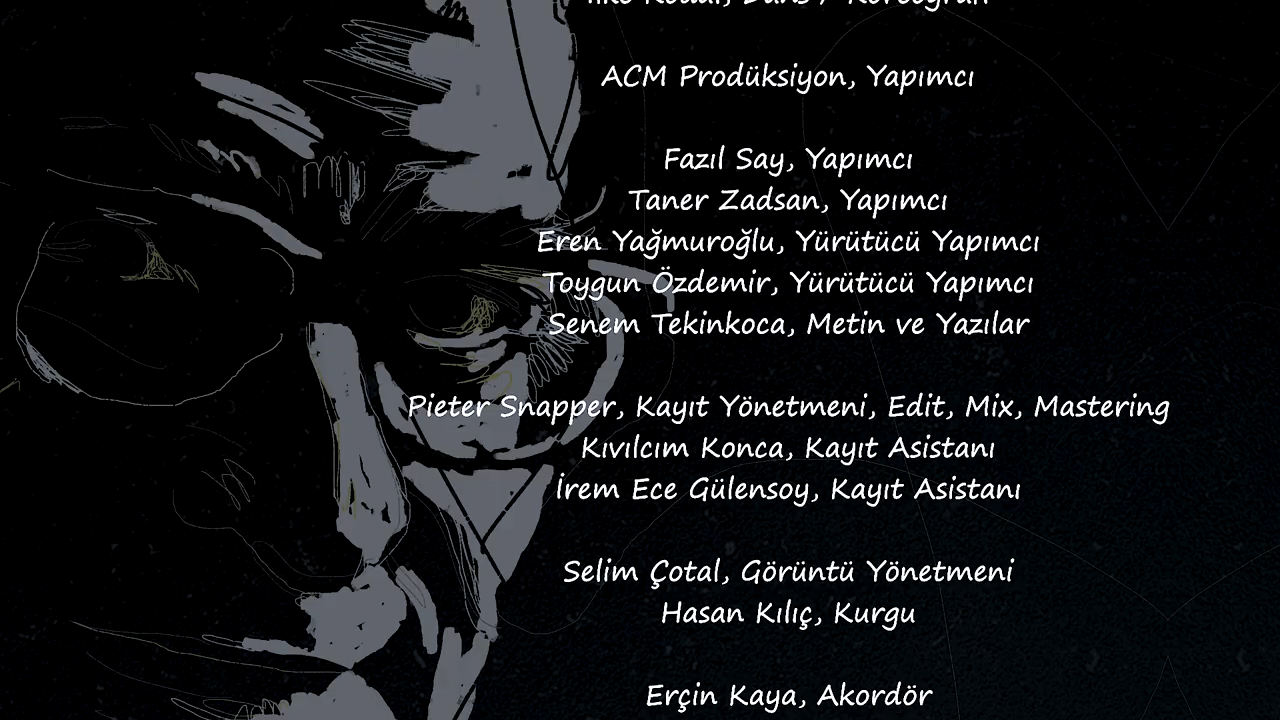 ACM Prodüksiyon, Yapımcı
Fazıl Say, Yapımcı
Taner Zadsan, Yapımcı
Eren Yağmuroğlu, Yürütücü Yapımcı
Toygun Özdemir, Yürütücü Yapımcı
Senem Tekinkoca, Metin ve Yazılar
Pieter Snapper, Kayıt Yönetmeni, Edit, Mix, Mastering
Kıvılcım Konca, Kayıt Asistanı
İrem Ece Gülensoy, Kayıt Asistanı
Selim Çotal, Görüntü Yönetmeni
Hasan Kılıç, Kurgu
Erçin Kaya, Akordör